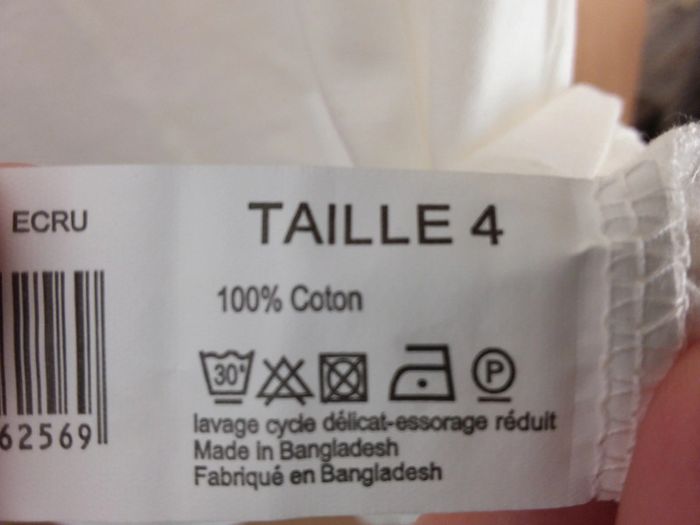 ECRU
TAILLE 4
100% Coton
30°
P
62569
lavage cycle délicat-essorage réduit
Made in Bangladesh
Fabriqué en Bangladesh